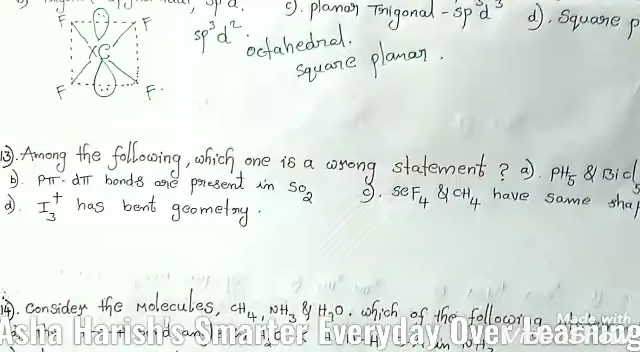 c). planar Trigonal - sp³d³ d). Square p
sp³d².
octahedral.
square planar.
F F
XC
F F.
13). Among the following, which one is a wrong statement ? a). PH5 & BiCl5
b). pπ-dπ bonds are present in SO2 c). SeF4 & CH4 have same shap
d). I3+ has bent geometry.
14). Consider the Molecules, CH4, NH3 & H2O. which of the following
Made with
Asha Harish's Smarter Everyday Over Learning
VideoShow